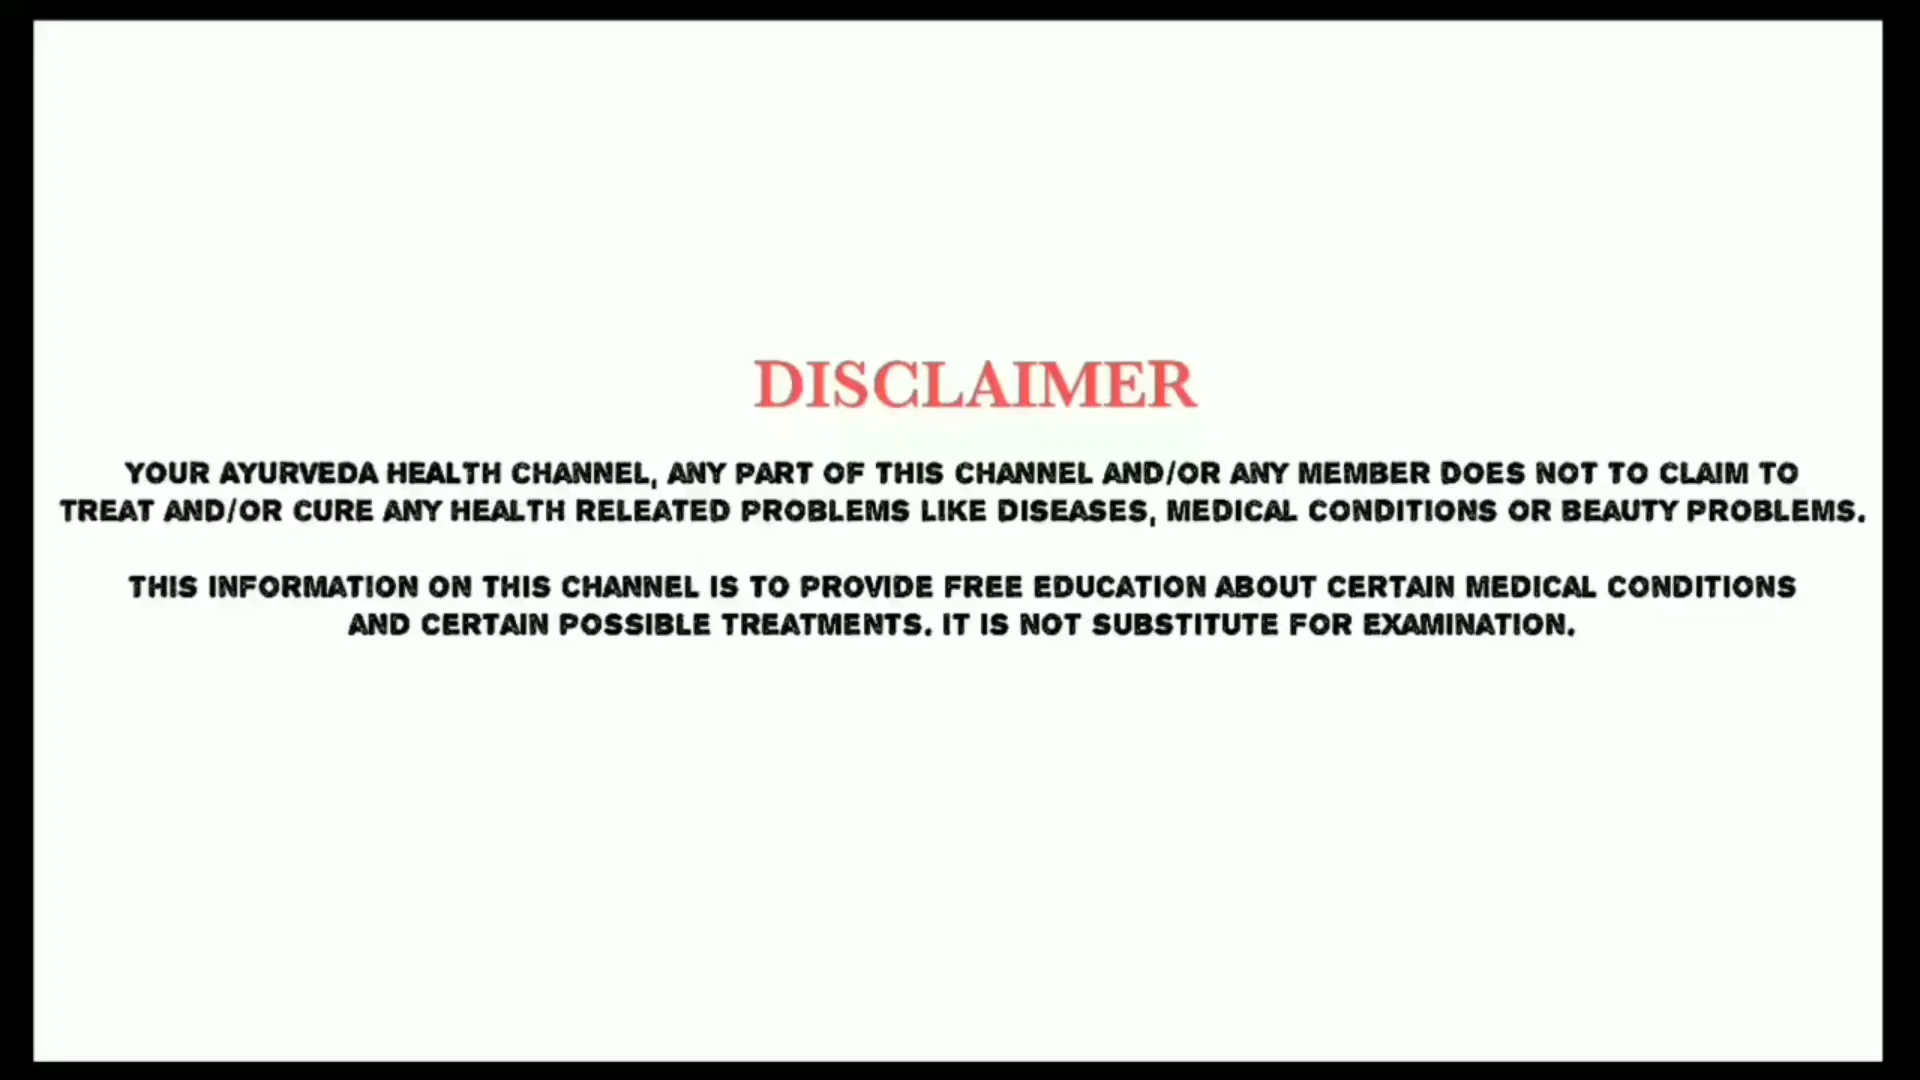 DISCLAIMER
YOUR AYURVEDA HEALTH CHANNEL, ANY PART OF THIS CHANNEL AND/OR ANY MEMBER DOES NOT TO CLAIM TO
TREAT AND/OR CURE ANY HEALTH RELEATED PROBLEMS LIKE DISEASES, MEDICAL CONDITIONS OR BEAUTY PROBLEMS.
THIS INFORMATION ON THIS CHANNEL IS TO PROVIDE FREE EDUCATION ABOUT CERTAIN MEDICAL CONDITIONS
AND CERTAIN POSSIBLE TREATMENTS. IT IS NOT SUBSTITUTE FOR EXAMINATION.